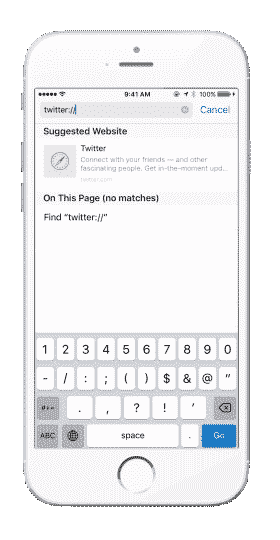 9:41 AM 100%
twitter:// Cancel
Suggested Website
Twitter
Connect with your friends — and other
fascinating people. Get in-the-moment upd...
On This Page (no matches)
Find “twitter://”
1 2 3 4 5 6 7 8 9 0
- / : ; ( ) $ & @ "
#+= . , ? ! '
ABC space . Go